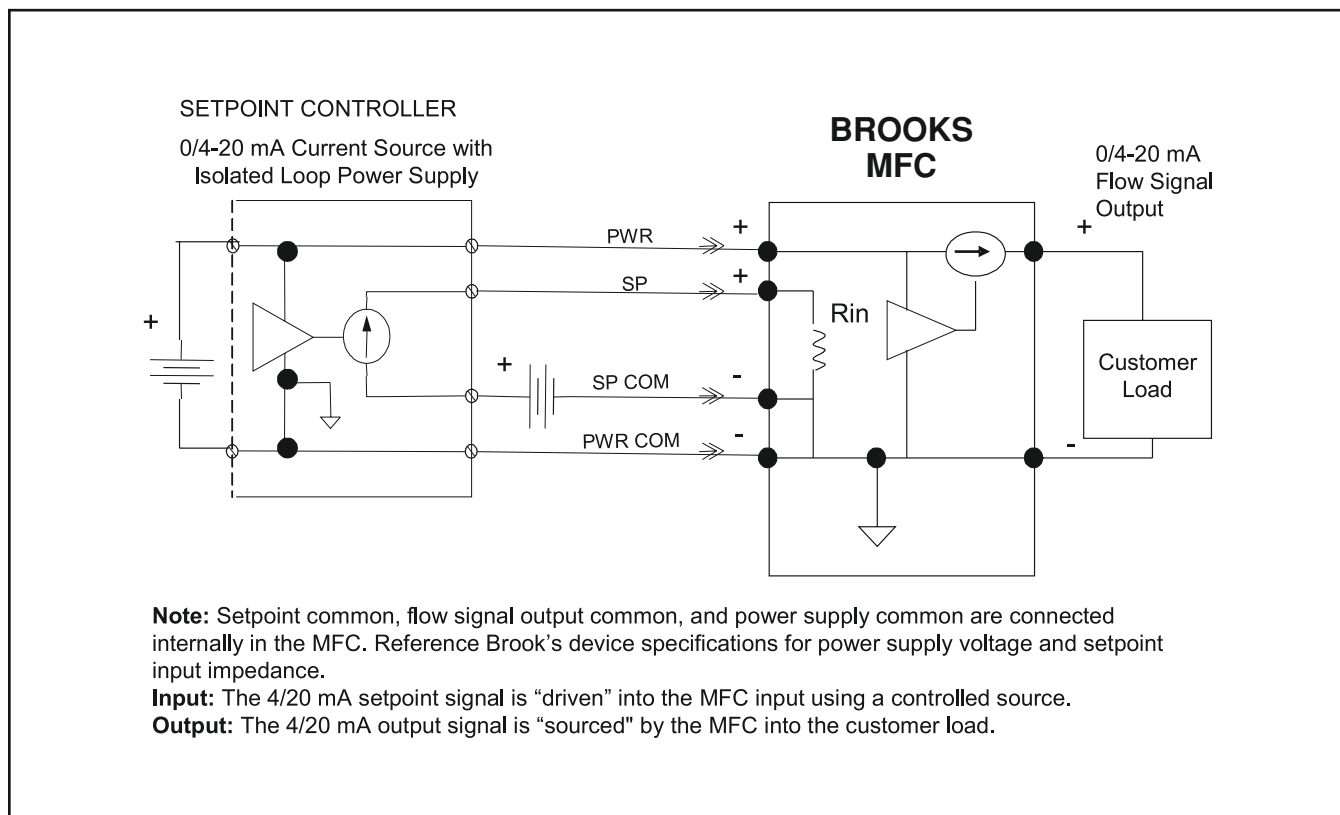 SETPOINT CONTROLLER
0/4-20 mA Current Source with
Isolated Loop Power Supply
BROOKS
MFC
0/4-20 mA
Flow Signal
Output
PWR
+
+
SP
+
+
Rin
+
SP COM
-
Customer
Load
PWR COM
-
-
Note: Setpoint common, flow signal output common, and power supply common are connected
internally in the MFC. Reference Brook's device specifications for power supply voltage and setpoint
input impedance.
Input: The 4/20 mA setpoint signal is “driven” into the MFC input using a controlled source.
Output: The 4/20 mA output signal is “sourced" by the MFC into the customer load.